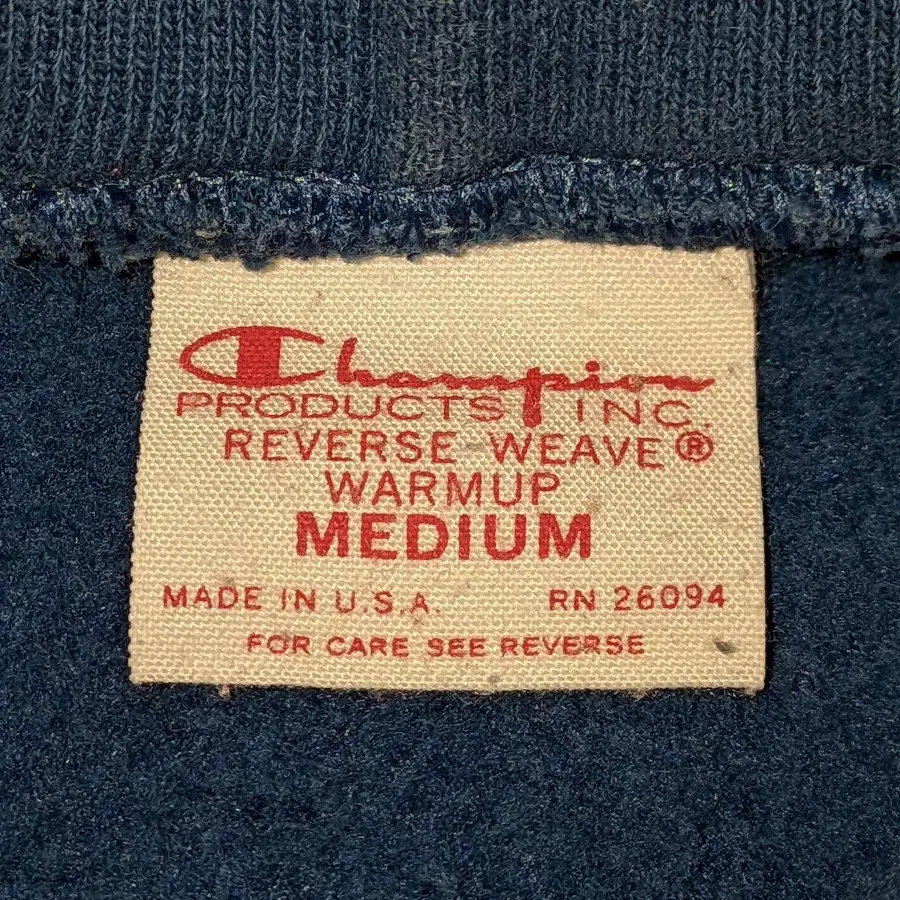 Champion
PRODUCTS INC.
REVERSE WEAVE®
WARMUP
MEDIUM
MADE IN U.S.A. RN 26094
FOR CARE SEE REVERSE